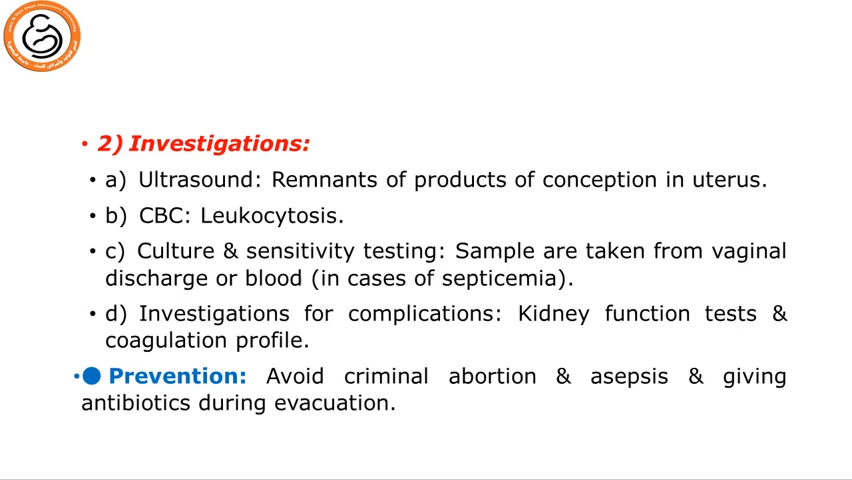 • 2) Investigations:
• a) Ultrasound: Remnants of products of conception in uterus.
• b) CBC: Leukocytosis.
• c) Culture & sensitivity testing: Sample are taken from vaginal
discharge or blood (in cases of septicemia).
• d) Investigations for complications: Kidney function tests &
coagulation profile.
•● Prevention: Avoid criminal abortion & asepsis & giving
antibiotics during evacuation.